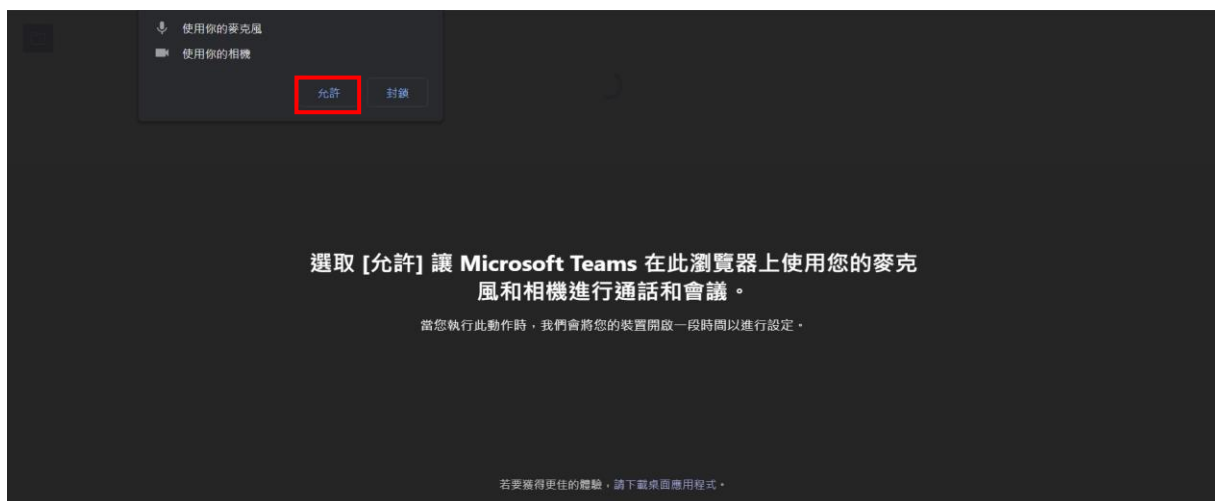 使用你的麥克風
使用你的相機
允許 封鎖
選取 [允許] 讓 Microsoft Teams 在此瀏覽器上使用您的麥克
風和相機進行通話和會議。
當您執行此動作時，我們會將您的裝置開啟一段時間以進行設定。
若要獲得更佳的體驗，請下載桌面應用程式。